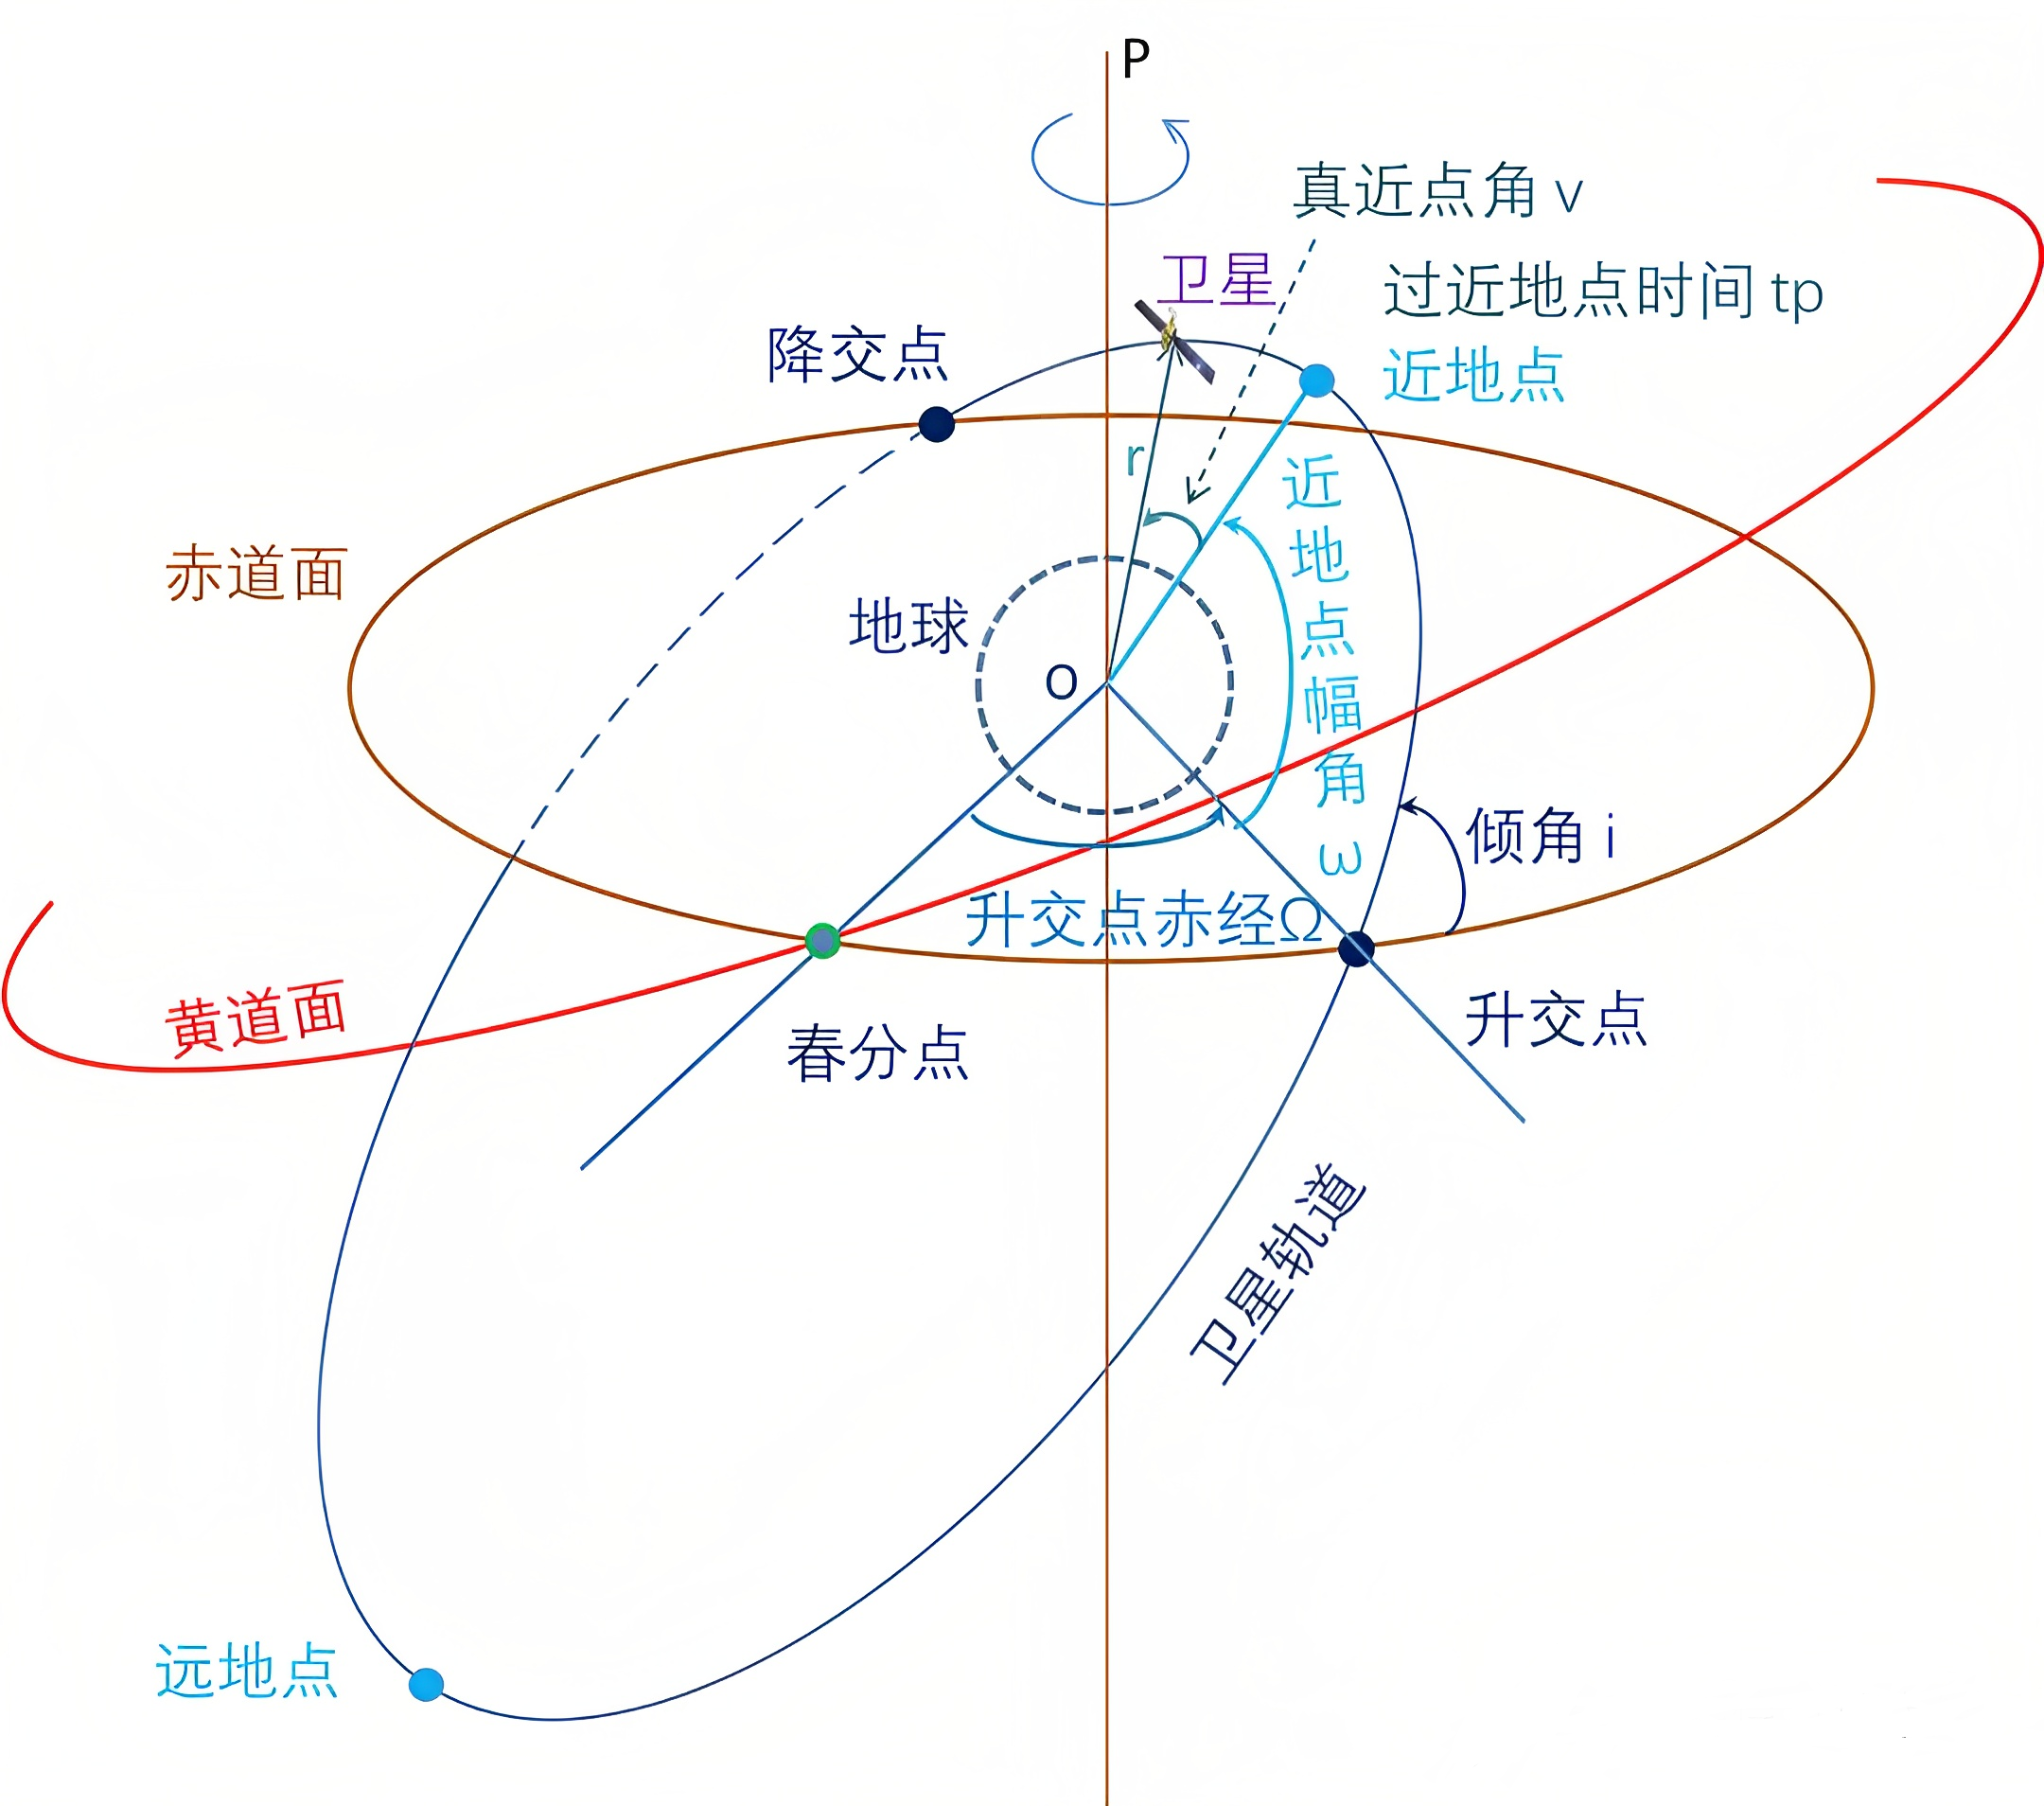 P
真近点角 v
卫星
过近地点时间 tp
降交点
近地点
r
近地点幅角 ω
赤道面
地球
O
倾角 i
升交点赤经Ω
黄道面
春分点
升交点
卫星轨道
远地点